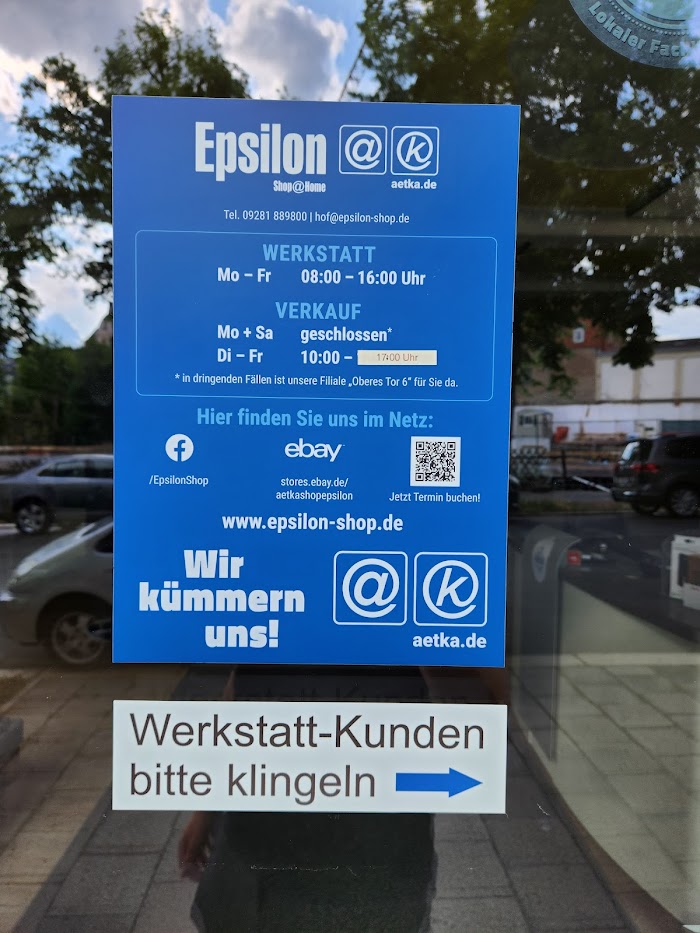 Lokaler Fach
Epsilon @ k
Shop@Home aetka.de
Tel. 09281 889800 | hof@epsilon-shop.de
WERKSTATT
Mo – Fr 08:00 – 16:00 Uhr
VERKAUF
Mo + Sa geschlossen*
Di – Fr 10:00 – 17:00 Uhr
* in dringenden Fällen ist unsere Filiale „Oberes Tor 6“ für Sie da.
Hier finden Sie uns im Netz:
f ebay
/EpsilonShop stores.ebay.de/
aetkashopepsilon Jetzt Termin buchen!
www.epsilon-shop.de
Wir
kümmern
uns!
@ k
aetka.de
Werkstatt-Kunden
bitte klingeln